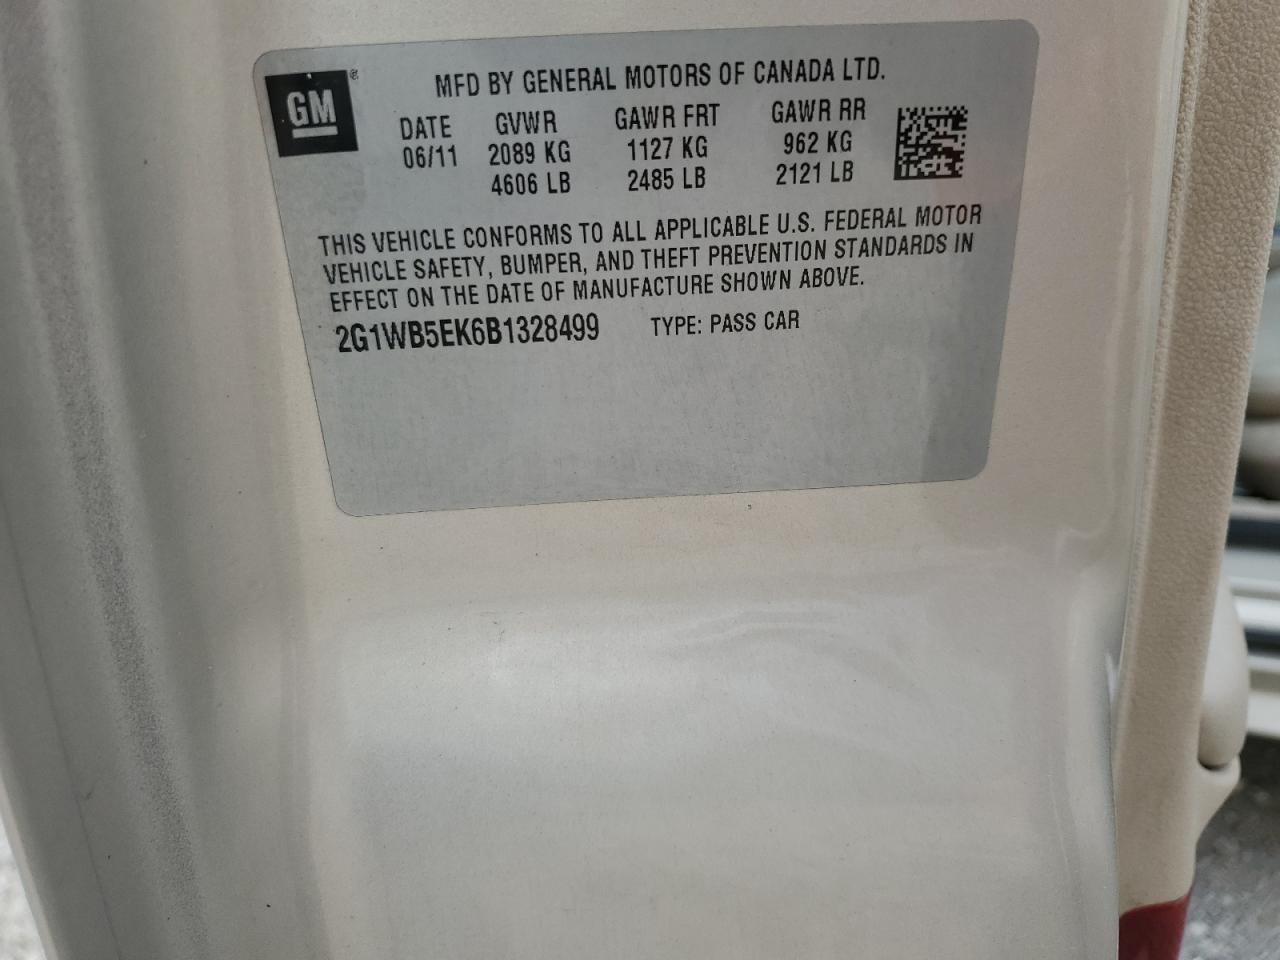 GM®
MFD BY GENERAL MOTORS OF CANADA LTD.
DATE GVWR GAWR FRT GAWR RR
06/11 2089 KG 1127 KG 962 KG
4606 LB 2485 LB 2121 LB
THIS VEHICLE CONFORMS TO ALL APPLICABLE U.S. FEDERAL MOTOR
VEHICLE SAFETY, BUMPER, AND THEFT PREVENTION STANDARDS IN
EFFECT ON THE DATE OF MANUFACTURE SHOWN ABOVE.
2G1WB5EK6B1328499 TYPE: PASS CAR